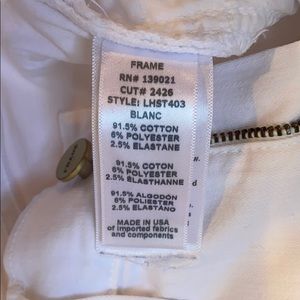 FRAME
RN# 139021
CUT# 2426
STYLE: LHST403
BLANC
91.5% COTTON
6% POLYESTER
2.5% ELASTANE
91.5% COTON
6% POLYESTER
2.5% ÉLASTHANNE
91.5% ALGODÓN
6% POLIESTER
2.5% ELASTANO
MADE IN USA
of imported fabrics
and components